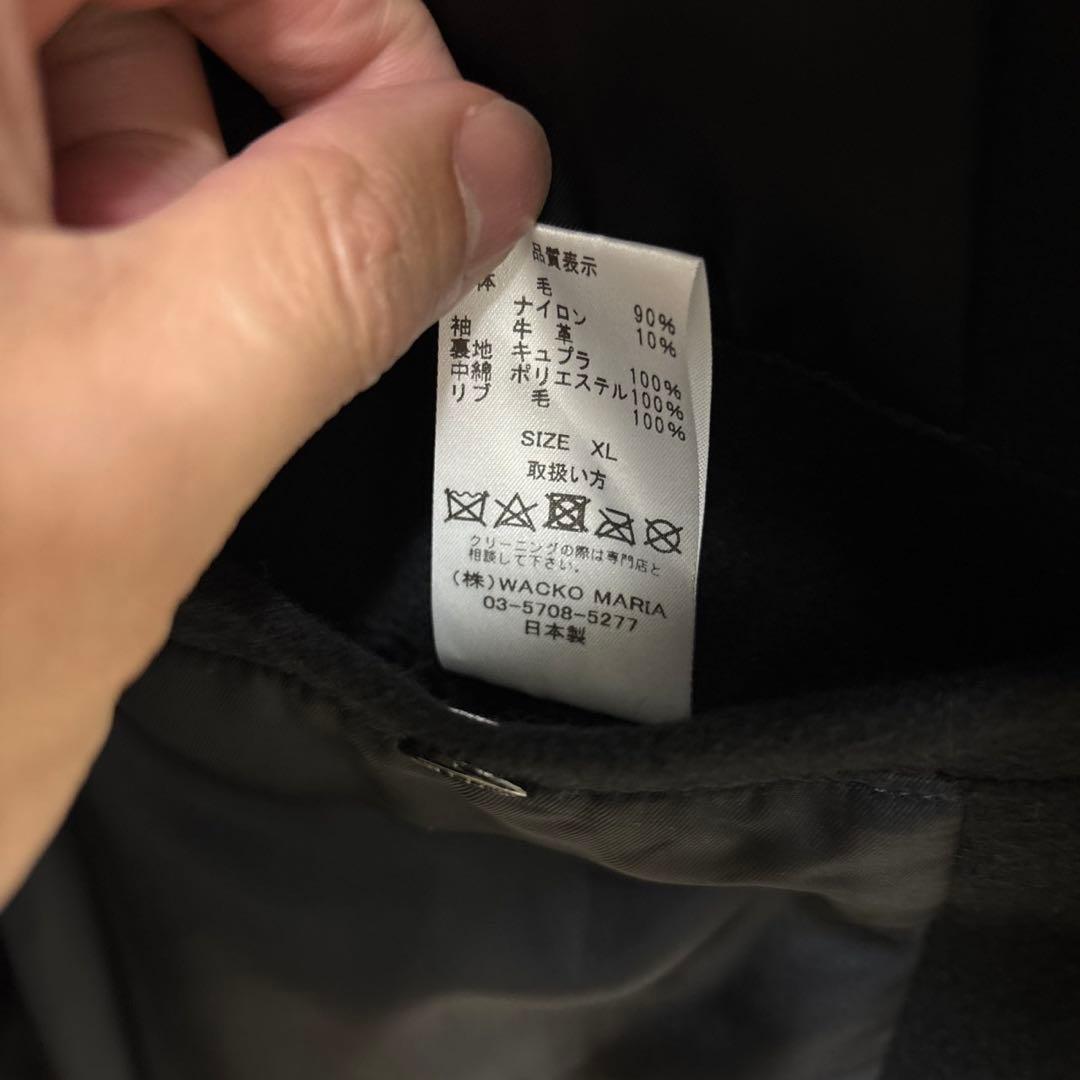 品質表示
体 毛 90%
ナイロン 10%
袖 牛革
裏地 キュプラ 100%
中綿 ポリエステル 100%
リブ 毛 100%
SIZE XL
取扱い方
クリーニングの際は専門店と
相談して下さい。
(株)WACKO MARIA
03-5708-5277
日本製